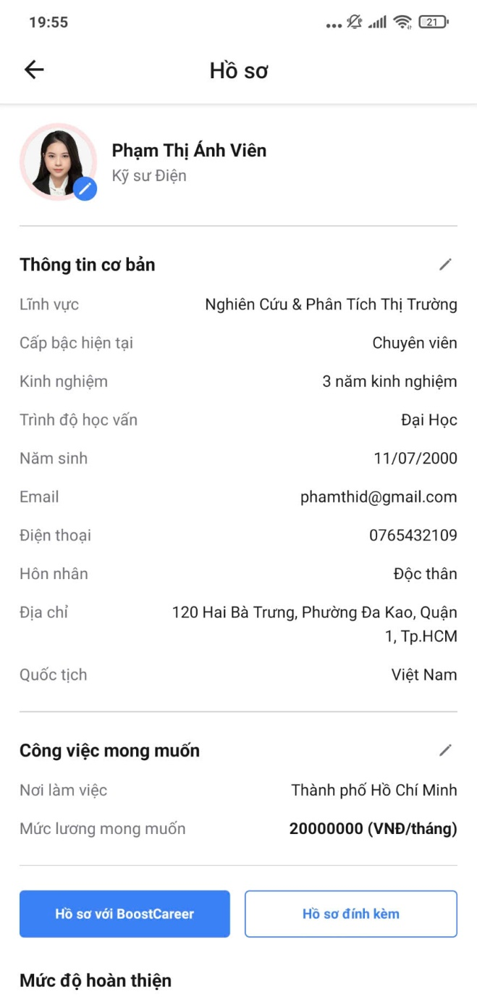 19:55
21
Hồ sơ
Phạm Thị Ánh Viên
Kỹ sư Điện
Thông tin cơ bản
Lĩnh vực Nghiên Cứu & Phân Tích Thị Trường
Cấp bậc hiện tại Chuyên viên
Kinh nghiệm 3 năm kinh nghiệm
Trình độ học vấn Đại Học
Năm sinh 11/07/2000
Email phamthid@gmail.com
Điện thoại 0765432109
Hôn nhân Độc thân
Địa chỉ 120 Hai Bà Trưng, Phường Đa Kao, Quận
1, Tp.HCM
Quốc tịch Việt Nam
Công việc mong muốn
Nơi làm việc Thành phố Hồ Chí Minh
Mức lương mong muốn 20000000 (VNĐ/tháng)
Hồ sơ với BoostCareer Hồ sơ đính kèm
Mức độ hoàn thiện